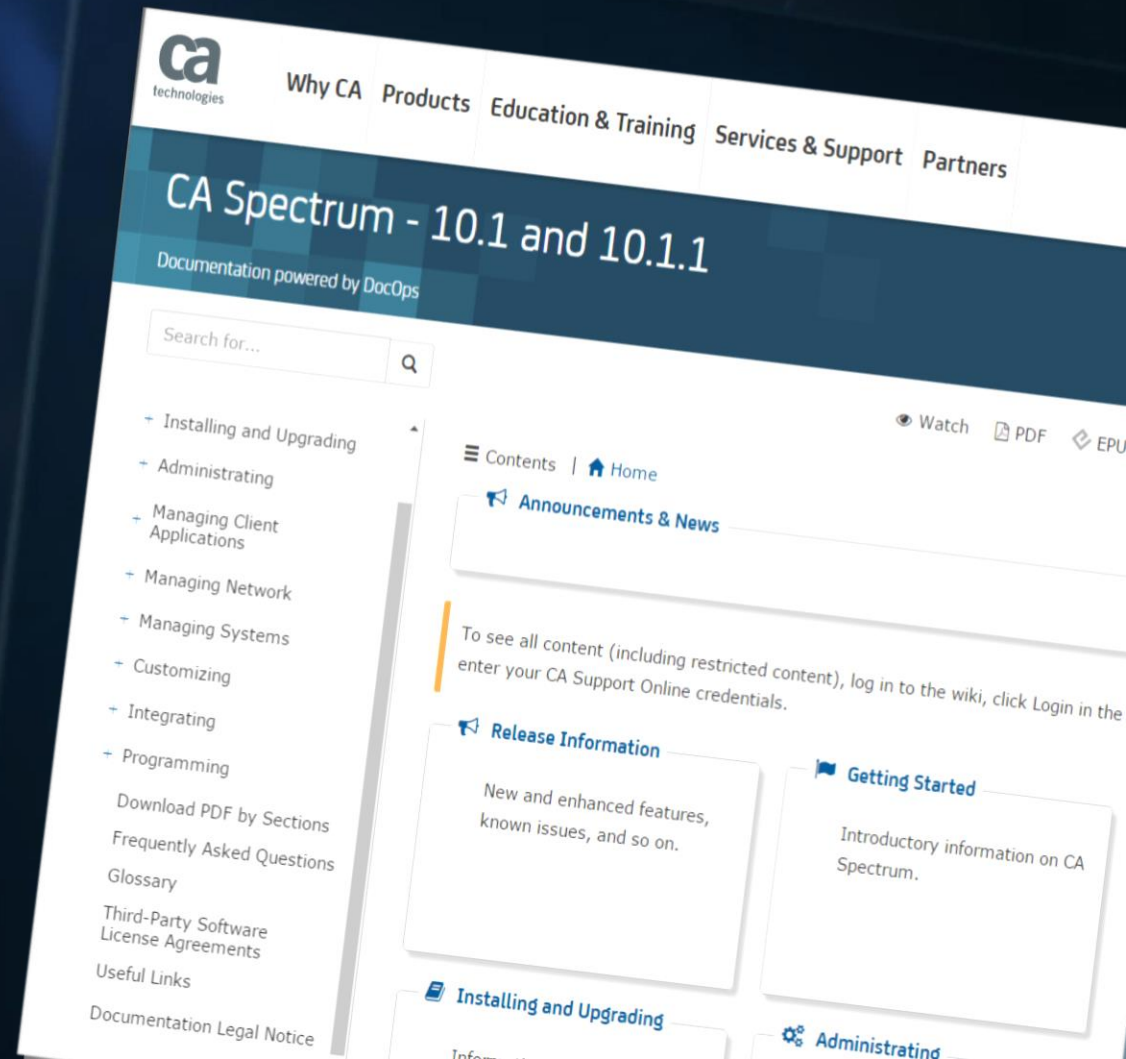 ca
technologies
Why CA Products Education & Training Services & Support Partners
CA Spectrum - 10.1 and 10.1.1
Documentation powered by DocOps
Search for...
Watch PDF EPU
+ Installing and Upgrading
+ Administrating
+ Managing Client
Applications
+ Managing Network
+ Managing Systems
+ Customizing
+ Integrating
+ Programming
Download PDF by Sections
Frequently Asked Questions
Glossary
Third-Party Software
License Agreements
Useful Links
Documentation Legal Notice
Contents | Home
Announcements & News
To see all content (including restricted content), log in to the wiki, click Login in the
enter your CA Support Online credentials.
Release Information
New and enhanced features,
known issues, and so on.
Getting Started
Introductory information on CA
Spectrum.
Installing and Upgrading
Administrating